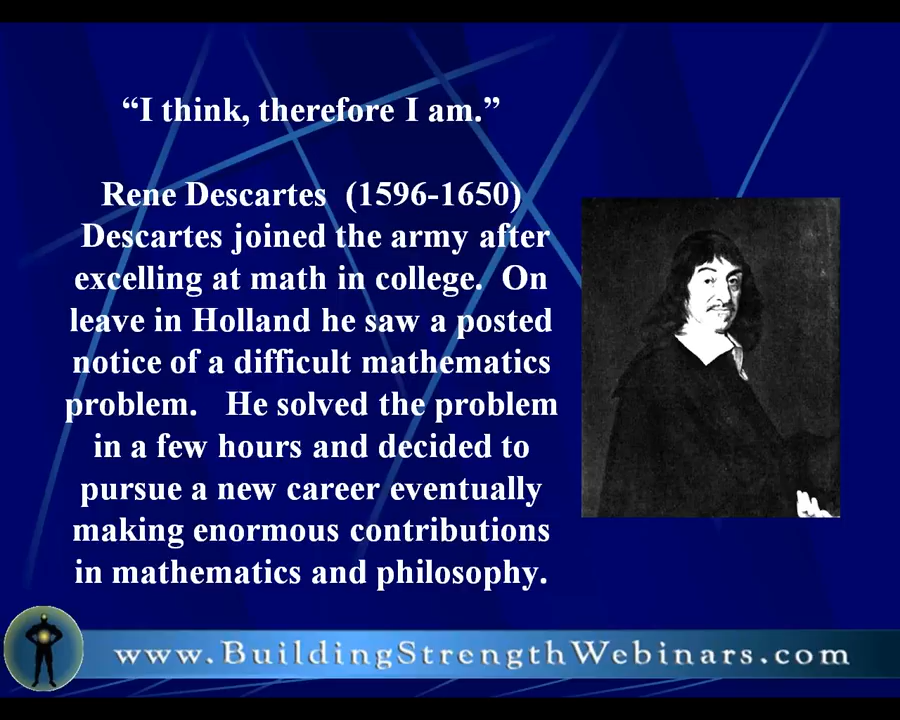 “I think, therefore I am.”
Rene Descartes  (1596-1650)
Descartes joined the army after
excelling at math in college.  On
leave in Holland he saw a posted
notice of a difficult mathematics
problem.   He solved the problem
in a few hours and decided to
pursue a new career eventually
making enormous contributions
in mathematics and philosophy.
www.BuildingStrengthWebinars.com